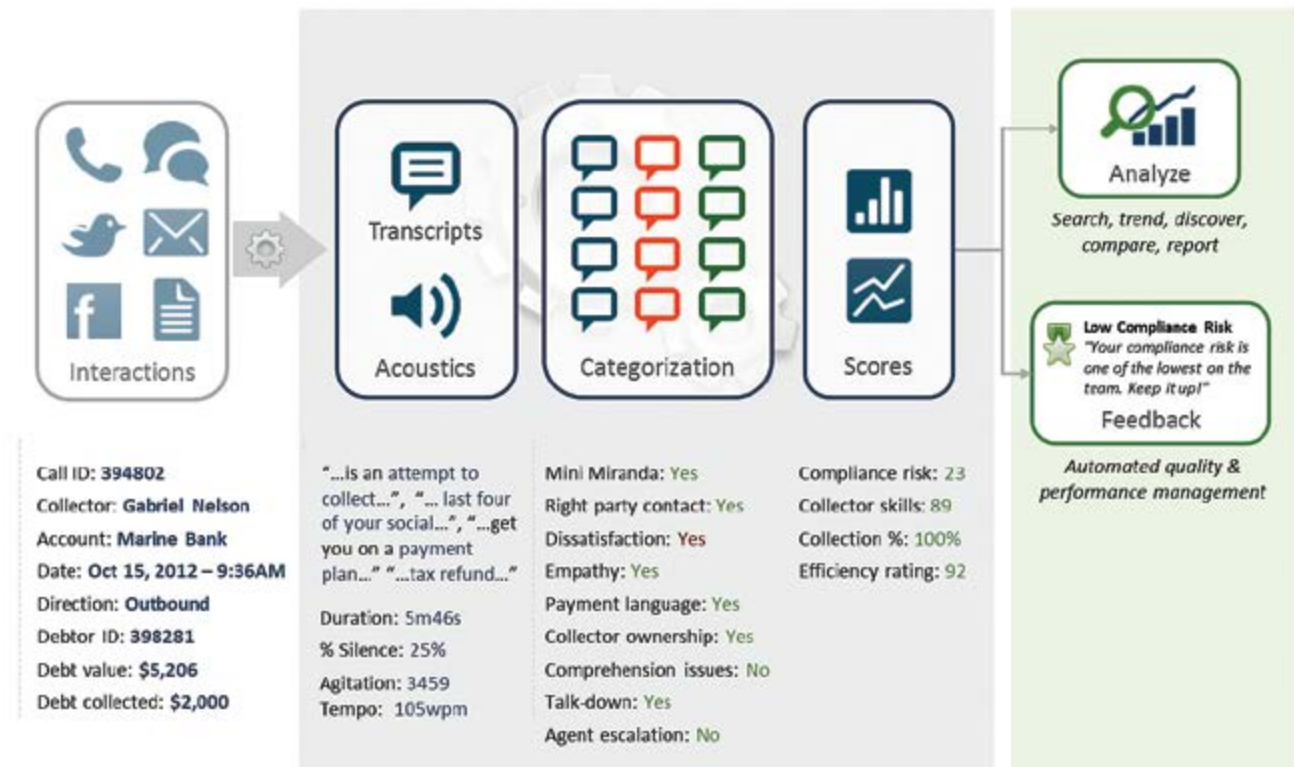 Interactions
Transcripts
Acoustics
Categorization
Scores
Analyze
Search, trend, discover,
compare, report
Low Compliance Risk
"Your compliance risk is
one of the lowest on the
team. Keep it up!"
Feedback
Automated quality &
performance management
Call ID: 394802
Collector: Gabriel Nelson
Account: Marine Bank
Date: Oct 15, 2012 – 9:36AM
Direction: Outbound
Debtor ID: 398281
Debt value: $5,206
Debt collected: $2,000
"...is an attempt to
collect...", "... last four
of your social...", "...get
you on a payment
plan..." "...tax refund..."
Duration: 5m46s
% Silence: 25%
Agitation: 3459
Tempo: 105wpm
Mini Miranda: Yes
Right party contact: Yes
Dissatisfaction: Yes
Empathy: Yes
Payment language: Yes
Collector ownership: Yes
Comprehension issues: No
Talk-down: Yes
Agent escalation: No
Compliance risk: 23
Collector skills: 89
Collection %: 100%
Efficiency rating: 92